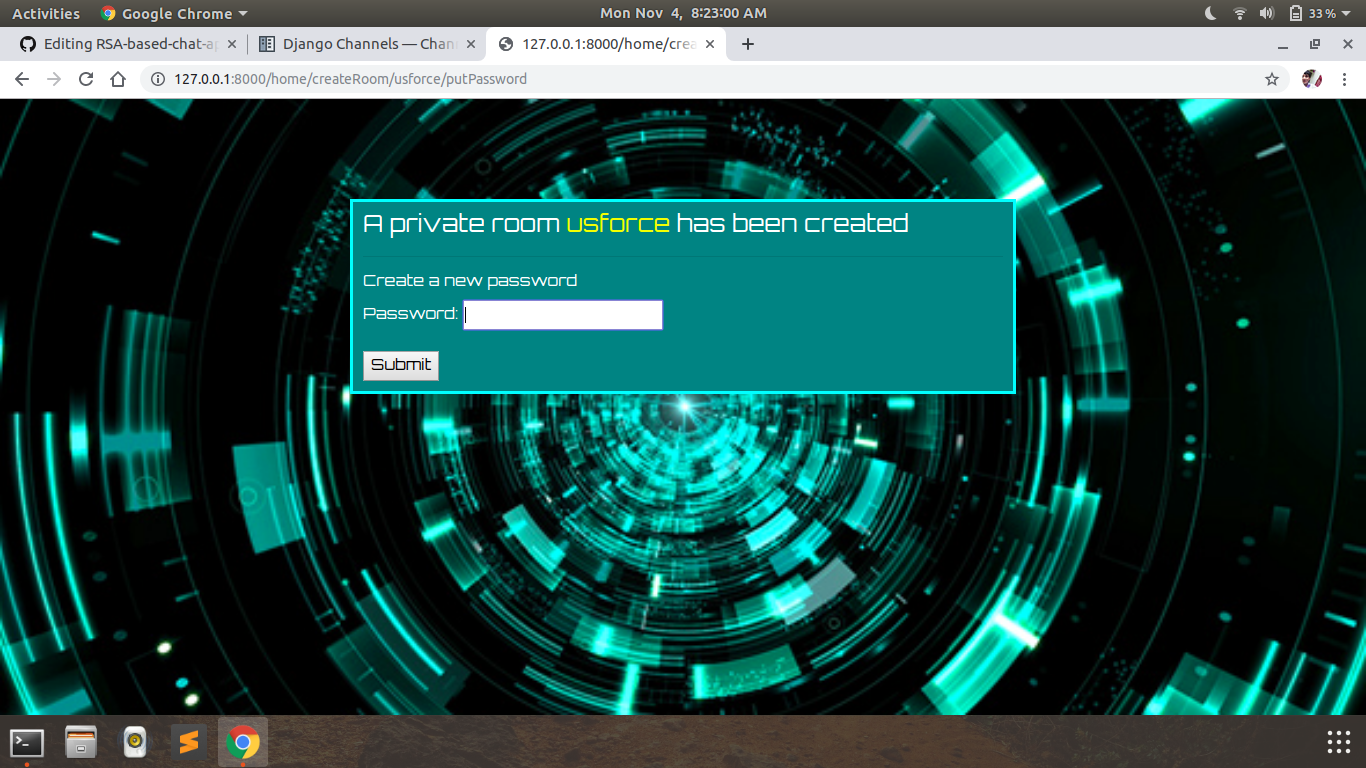 Activities
Google Chrome
Mon Nov 4, 8:23:00 AM
33 %
Editing RSA-based-chat-ap
Django Channels — Chan
127.0.0.1:8000/home/crea
127.0.0.1:8000/home/createRoom/usforce/putPassword
A private room usforce has been created
Create a new password
Password:
Submit